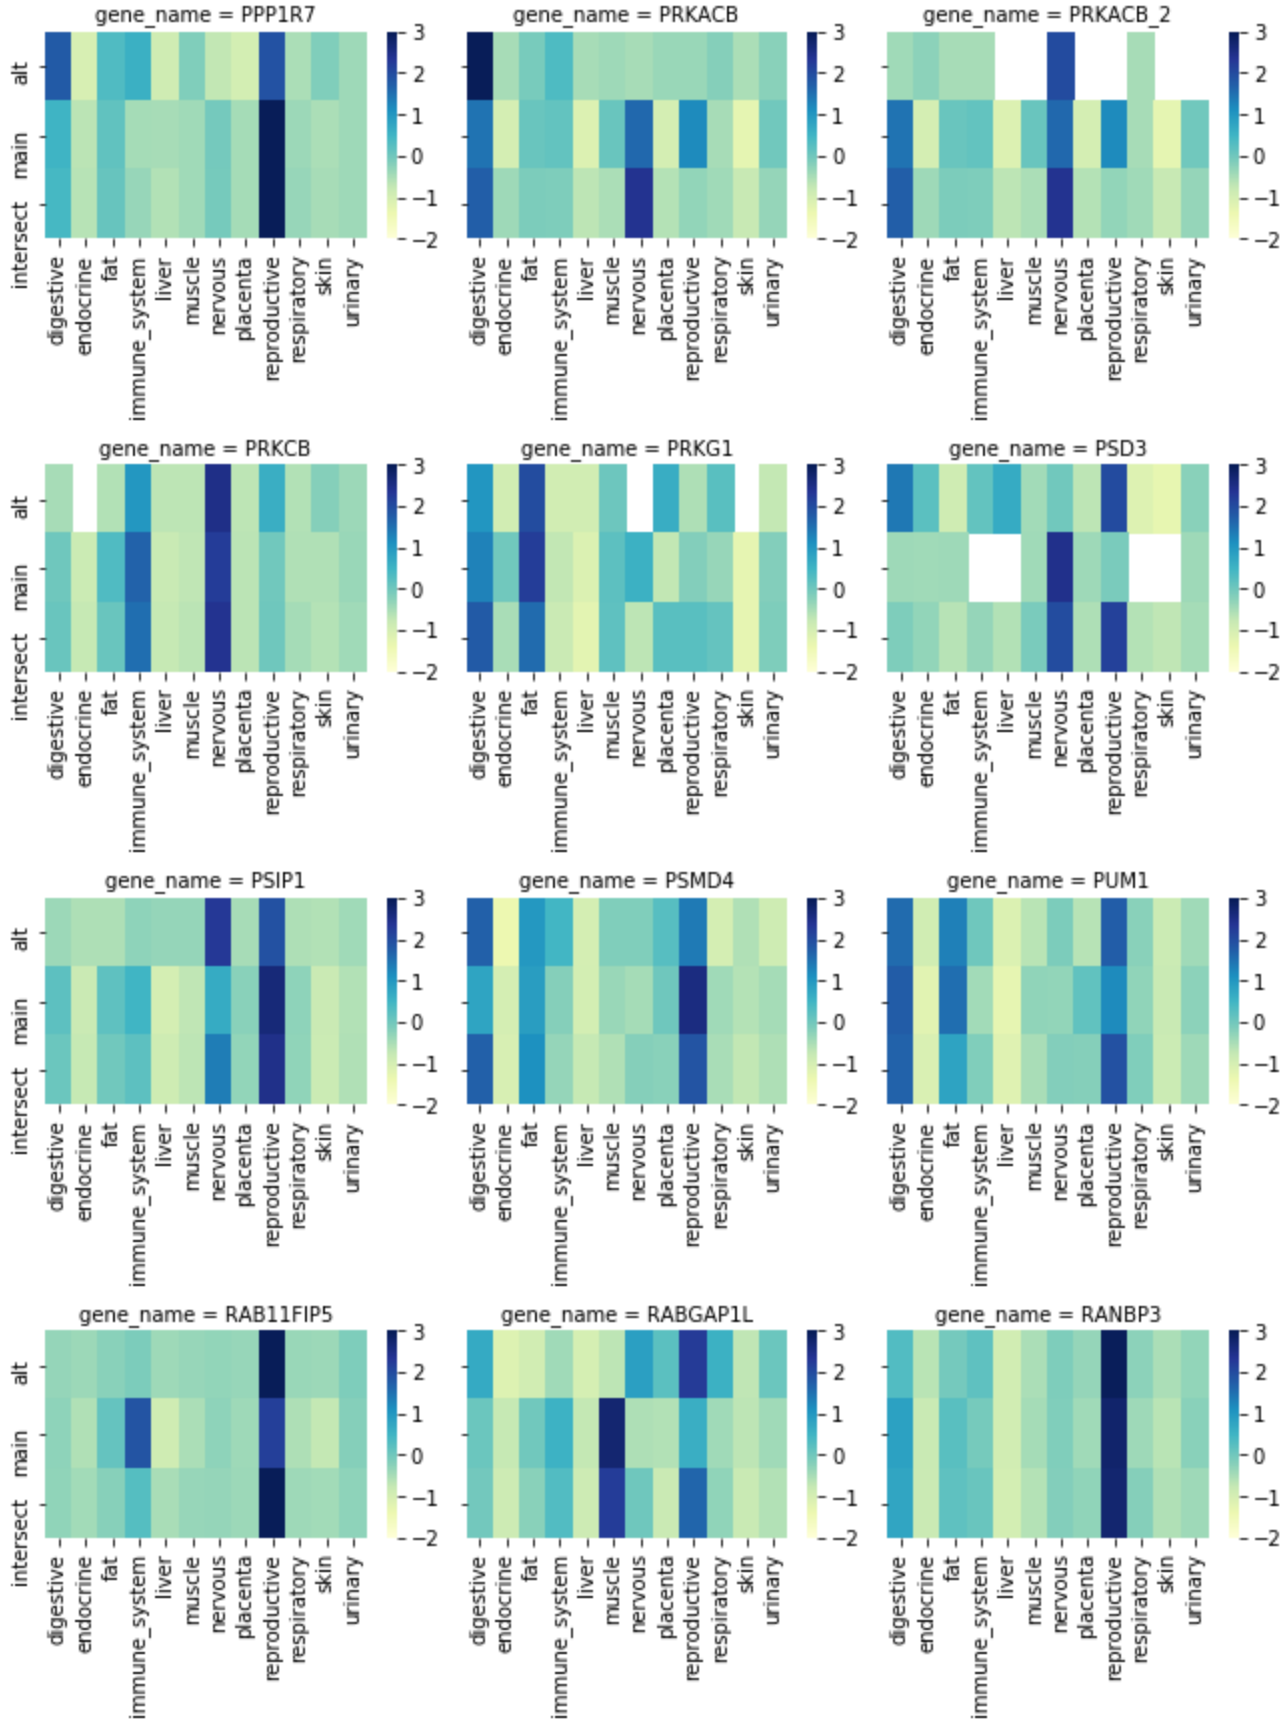 gene_name = PPP1R7
gene_name = PRKACB
gene_name = PRKACB_2
alt
main
intersect
3
2
1
0
−1
−2
3
2
1
0
−1
−2
3
2
1
0
−1
−2
digestive
endocrine
fat
immune_system
liver
muscle
nervous
placenta
reproductive
respiratory
skin
urinary
digestive
endocrine
fat
immune_system
liver
muscle
nervous
placenta
reproductive
respiratory
skin
urinary
digestive
endocrine
fat
immune_system
liver
muscle
nervous
placenta
reproductive
respiratory
skin
urinary
gene_name = PRKCB
gene_name = PRKG1
gene_name = PSD3
alt
main
intersect
3
2
1
0
−1
−2
3
2
1
0
−1
−2
3
2
1
0
−1
−2
digestive
endocrine
fat
immune_system
liver
muscle
nervous
placenta
reproductive
respiratory
skin
urinary
digestive
endocrine
fat
immune_system
liver
muscle
nervous
placenta
reproductive
respiratory
skin
urinary
digestive
endocrine
fat
immune_system
liver
muscle
nervous
placenta
reproductive
respiratory
skin
urinary
gene_name = PSIP1
gene_name = PSMD4
gene_name = PUM1
alt
main
intersect
3
2
1
0
−1
−2
3
2
1
0
−1
−2
3
2
1
0
−1
−2
digestive
endocrine
fat
immune_system
liver
muscle
nervous
placenta
reproductive
respiratory
skin
urinary
digestive
endocrine
fat
immune_system
liver
muscle
nervous
placenta
reproductive
respiratory
skin
urinary
digestive
endocrine
fat
immune_system
liver
muscle
nervous
placenta
reproductive
respiratory
skin
urinary
gene_name = RAB11FIP5
gene_name = RABGAP1L
gene_name = RANBP3
alt
main
intersect
3
2
1
0
−1
−2
3
2
1
0
−1
−2
3
2
1
0
−1
−2
digestive
endocrine
fat
immune_system
liver
muscle
nervous
placenta
reproductive
respiratory
skin
urinary
digestive
endocrine
fat
immune_system
liver
muscle
nervous
placenta
reproductive
respiratory
skin
urinary
digestive
endocrine
fat
immune_system
liver
muscle
nervous
placenta
reproductive
respiratory
skin
urinary